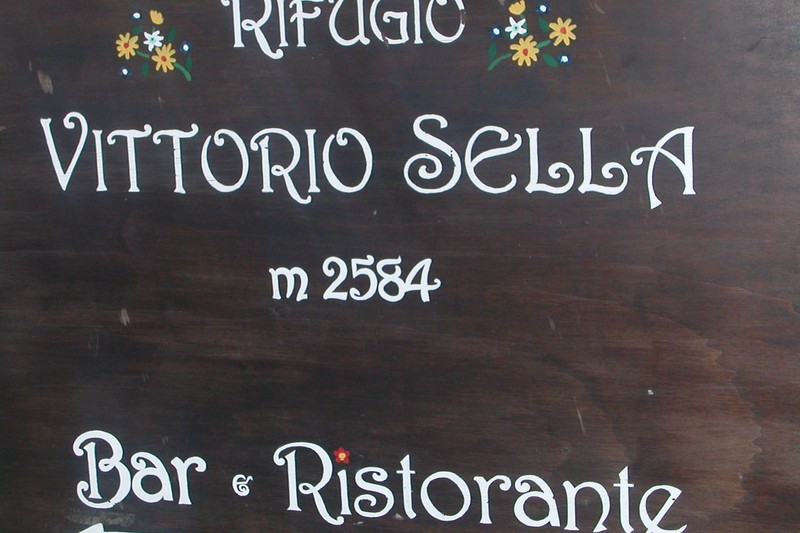 RIFUGIO
VITTORIO SELLA
m 2584
Bar & Ristorante